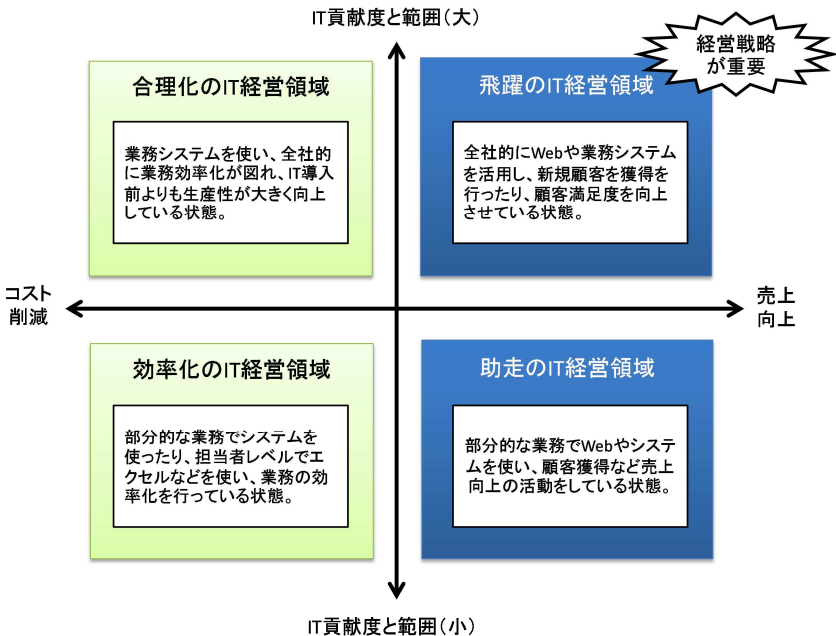 IT貢献度と範囲(大)
経営戦略
が重要
合理化のIT経営領域
業務システムを使い、全社的
に業務効率化が図れ、IT導入
前よりも生産性が大きく向上
している状態。
飛躍のIT経営領域
全社的にWebや業務システム
を活用し、新規顧客を獲得を
行ったり、顧客満足度を向上
させている状態。
コスト
削減
売上
向上
効率化のIT経営領域
部分的な業務でシステムを
使ったり、担当者レベルでエ
クセルなどを使い、業務の効
率化を行っている状態。
助走のIT経営領域
部分的な業務でWebやシステ
ムを使い、顧客獲得など売上
向上の活動をしている状態。
IT貢献度と範囲(小)